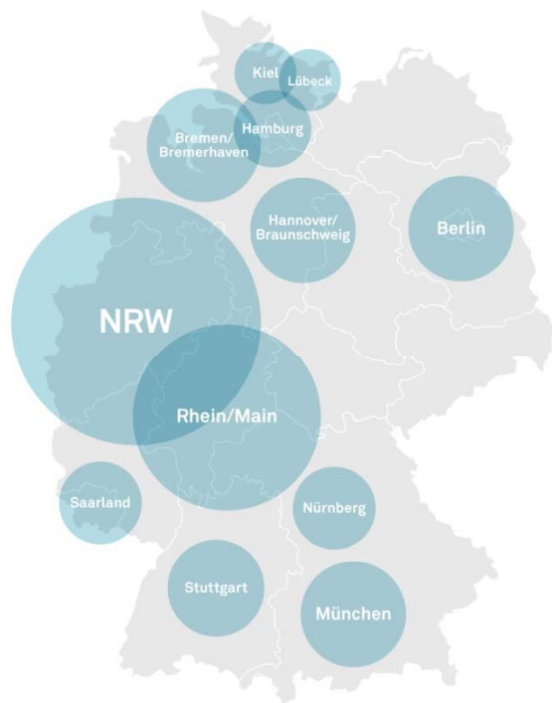 Kiel
Lübeck
Hamburg
Bremen/
Bremerhaven
Hannover/
Braunschweig
Berlin
NRW
Rhein/Main
Saarland
Nürnberg
Stuttgart
München